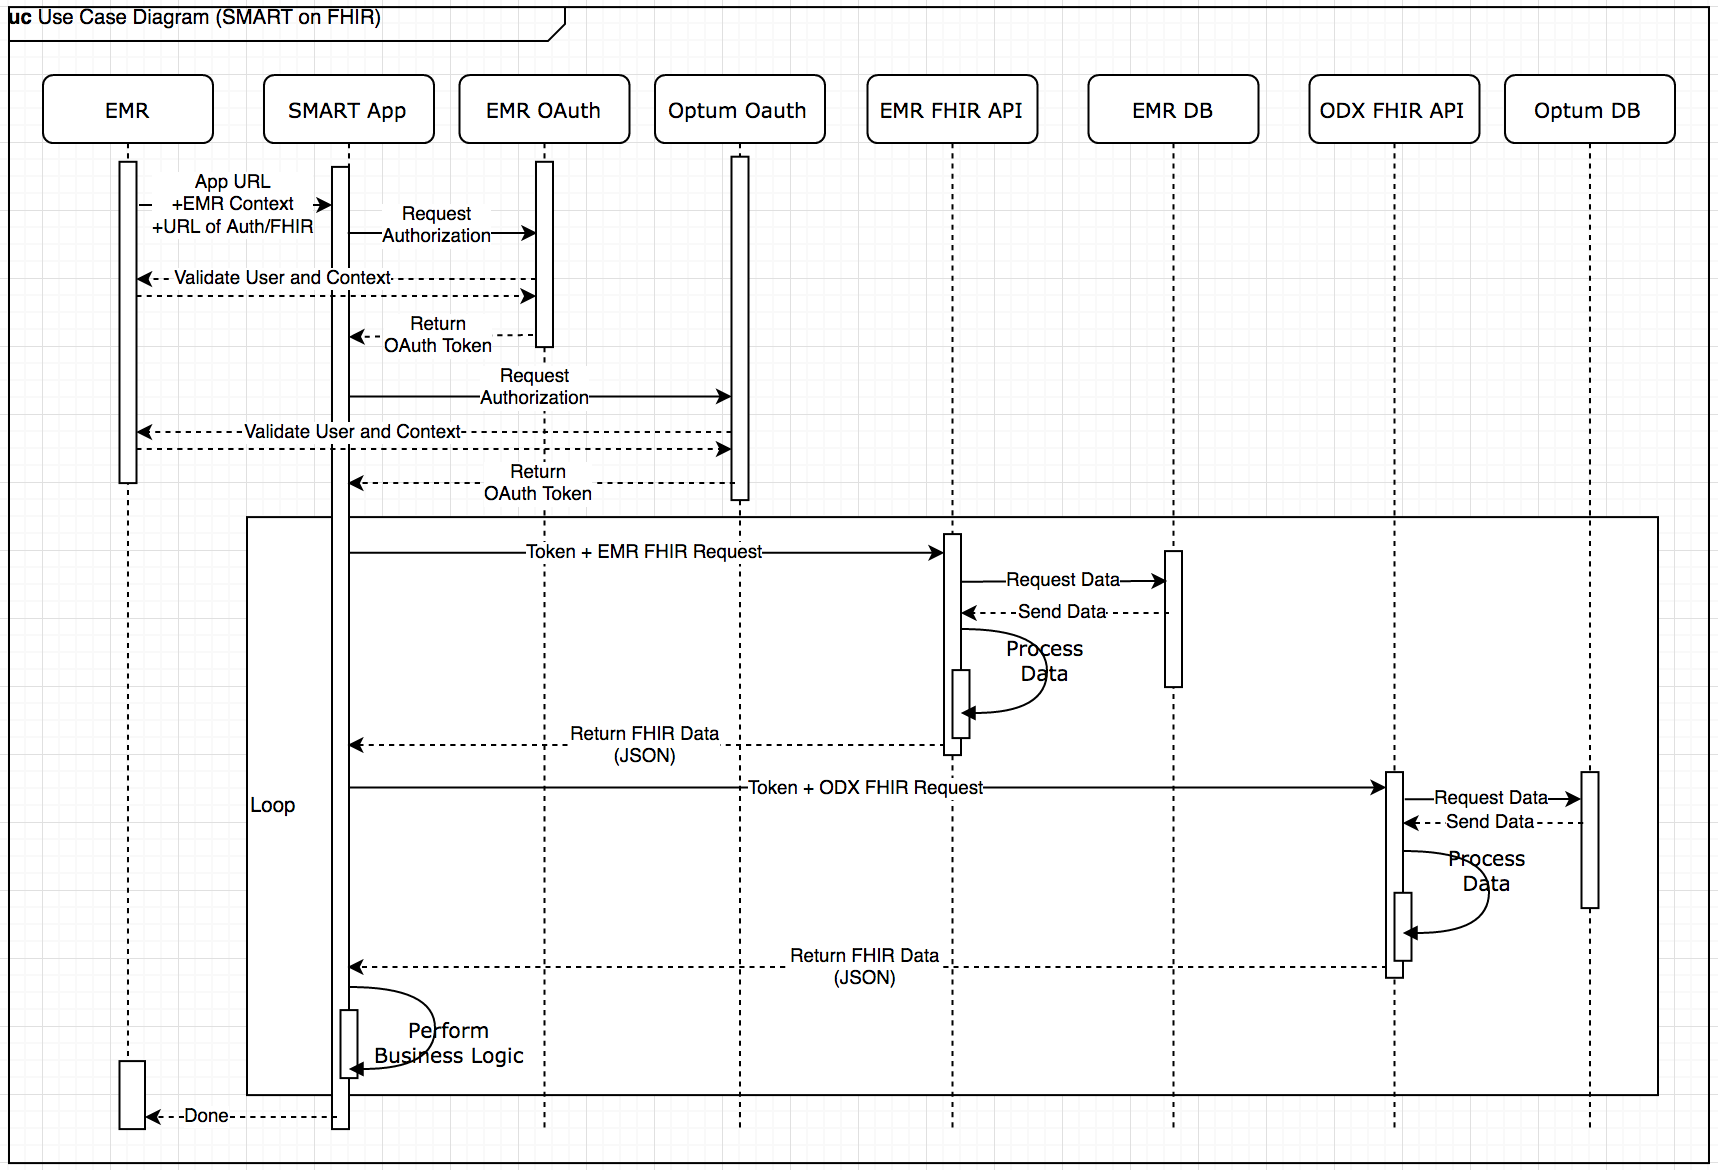 uc Use Case Diagram (SMART on FHIR)
EMR
SMART App
EMR OAuth
Optum Oauth
EMR FHIR API
EMR DB
ODX FHIR API
Optum DB
App URL
+EMR Context
+URL of Auth/FHIR
Request
Authorization
Validate User and Context
Return
OAuth Token
Request
Authorization
Validate User and Context
Return
OAuth Token
Token + EMR FHIR Request
Request Data
Send Data
Process
Data
Return FHIR Data
(JSON)
Token + ODX FHIR Request
Request Data
Loop
Send Data
Process
Data
Return FHIR Data
(JSON)
Perform
Business Logic
Done